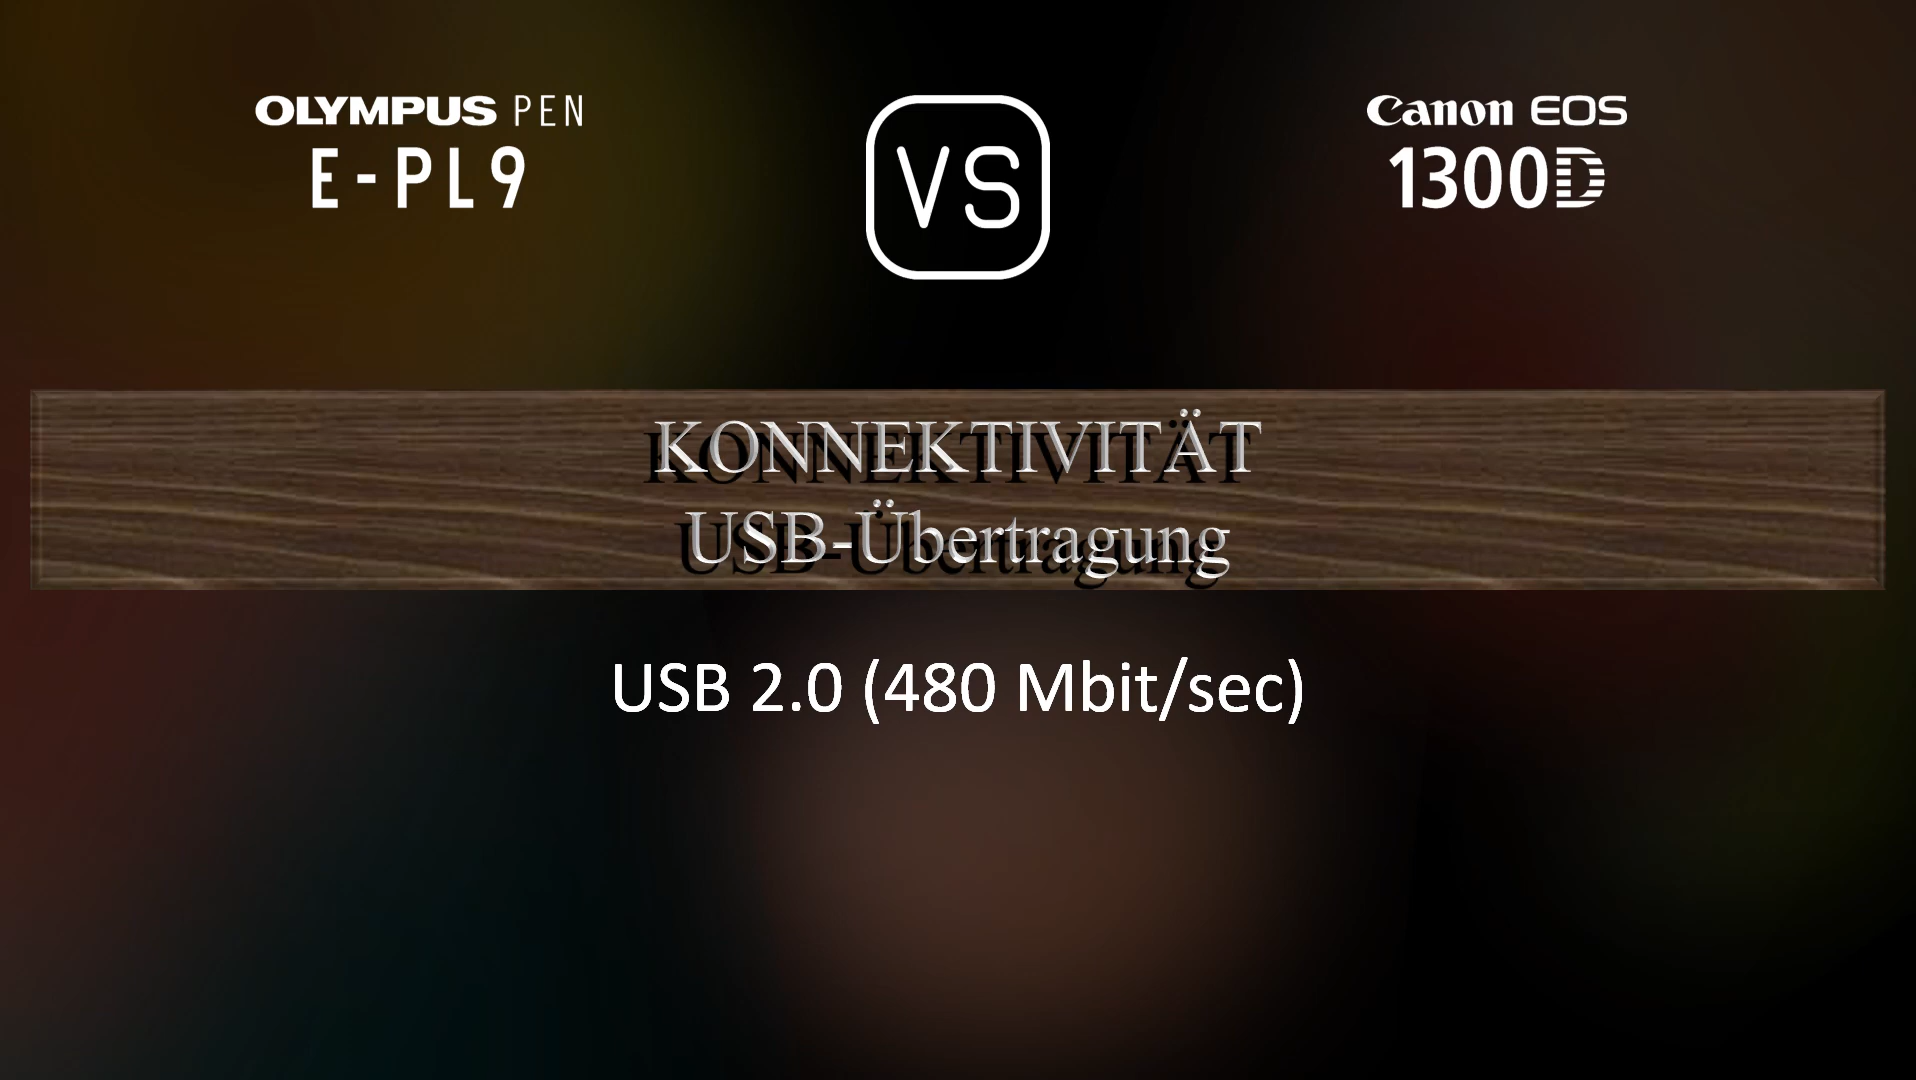 OLYMPUS PEN
E-PL9
VS
Canon EOS
1300D
KONNEKTIVITÄT
USB-Übertragung
USB 2.0 (480 Mbit/sec)